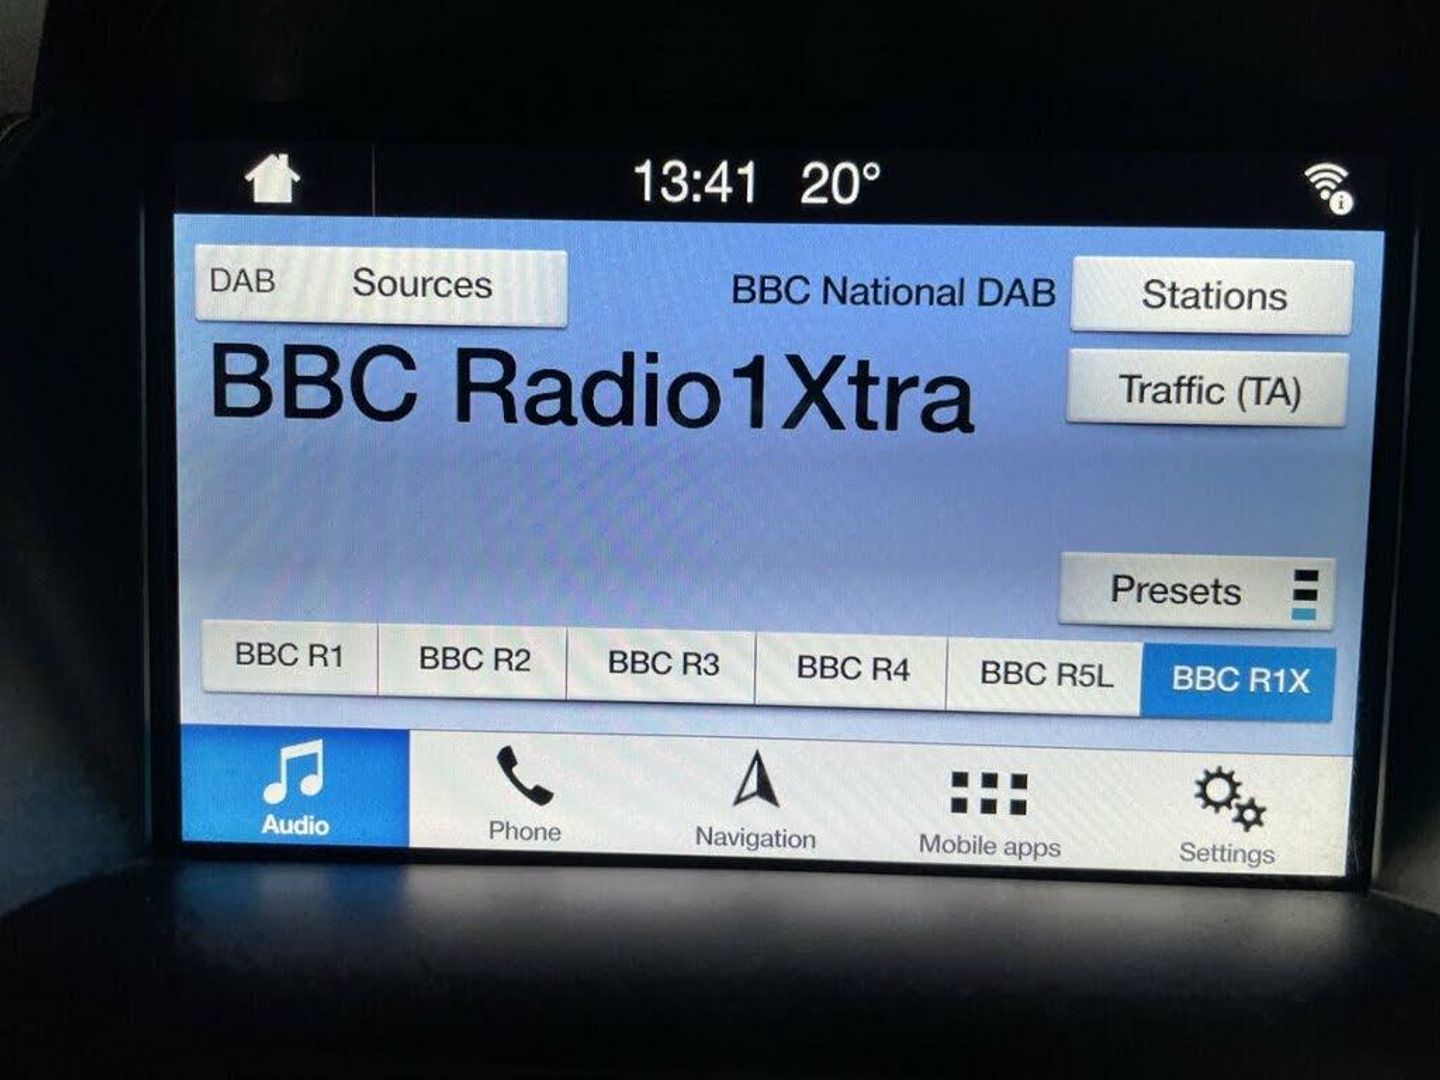 13:41 20°
DAB Sources
BBC National DAB
Stations
BBC Radio1Xtra
Traffic (TA)
Presets
BBC R1 BBC R2 BBC R3 BBC R4 BBC R5L BBC R1X
Audio Phone Navigation Mobile apps Settings